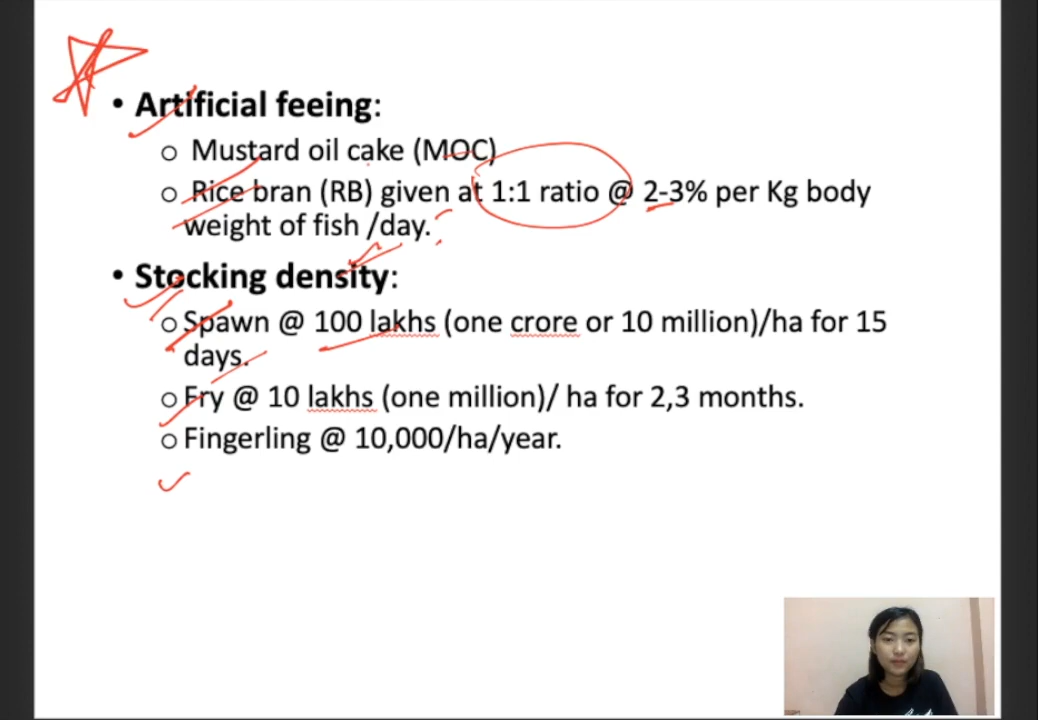 • Artificial feeing:
o Mustard oil cake (MOC)
o Rice bran (RB) given at 1:1 ratio @ 2-3% per Kg body
weight of fish /day.
• Stocking density:
o Spawn @ 100 lakhs (one crore or 10 million)/ha for 15
days.
o Fry @ 10 lakhs (one million)/ ha for 2,3 months.
o Fingerling @ 10,000/ha/year.